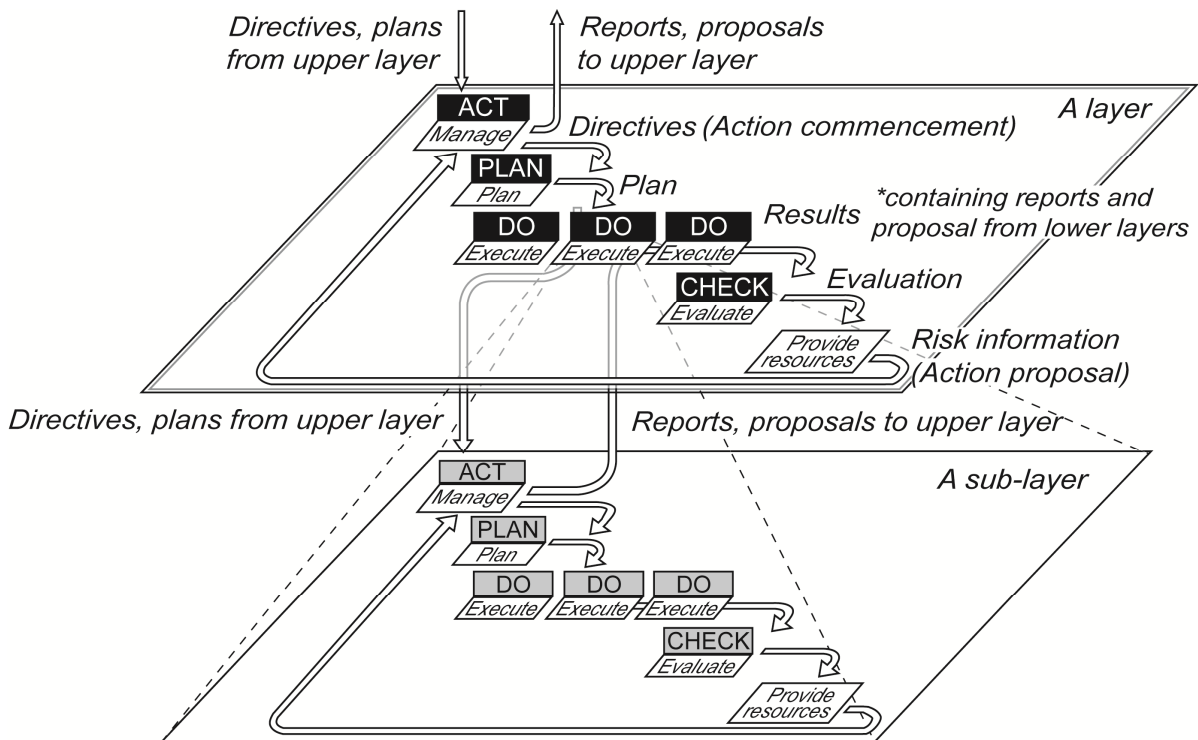 Directives, plans
from upper layer
Reports, proposals
to upper layer
A layer
ACT
Manage
Directives (Action commencement)
PLAN
Plan
Plan
DO
Execute
DO
Execute
DO
Execute
Results
*containing reports and
proposal from lower layers
CHECK
Evaluate
Evaluation
Provide
resources
Risk information
(Action proposal)
Directives, plans from upper layer
Reports, proposals to upper layer
A sub-layer
ACT
Manage
PLAN
Plan
DO
Execute
DO
Execute
DO
Execute
CHECK
Evaluate
Provide
resources